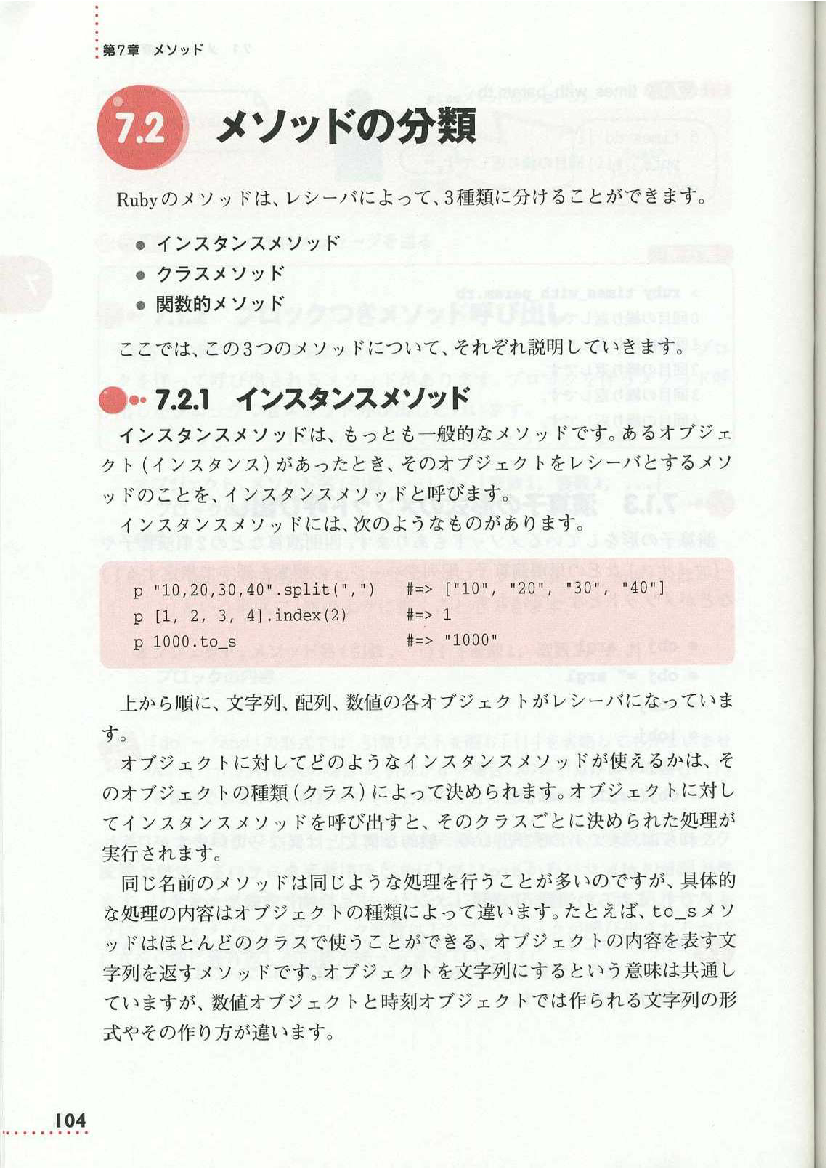 第7章 メソッド
7.2 メソッドの分類
Rubyのメソッドは、レシーバによって、3種類に分けることができます。
● インスタンスメソッド
● クラスメソッド
● 関数的メソッド
ここでは、この3つのメソッドについて、それぞれ説明していきます。
7.2.1 インスタンスメソッド
インスタンスメソッドは、もっとも一般的なメソッドです。あるオブジェ
クト(インスタンス)があったとき、そのオブジェクトをレシーバとするメソ
ッドのことを、インスタンスメソッドと呼びます。
インスタンスメソッドには、次のようなものがあります。
p "10,20,30,40".split(",") #=> ["10", "20", "30", "40"]
p [1, 2, 3, 4].index(2) #=> 1
p 1000.to_s #=> "1000"
上から順に、文字列、配列、数値の各オブジェクトがレシーバになっていま
す。
オブジェクトに対してどのようなインスタンスメソッドが使えるかは、そ
のオブジェクトの種類(クラス)によって決められます。オブジェクトに対し
てインスタンスメソッドを呼び出すと、そのクラスごとに決められた処理が
実行されます。
同じ名前のメソッドは同じような処理を行うことが多いのですが、具体的
な処理の内容はオブジェクトの種類によって違います。たとえば、to_sメソ
ッドはほとんどのクラスで使うことができる、オブジェクトの内容を表す文
字列を返すメソッドです。オブジェクトを文字列にするという意味は共通し
ていますが、数値オブジェクトと時刻オブジェクトでは作られる文字列の形
式やその作り方が違います。
104